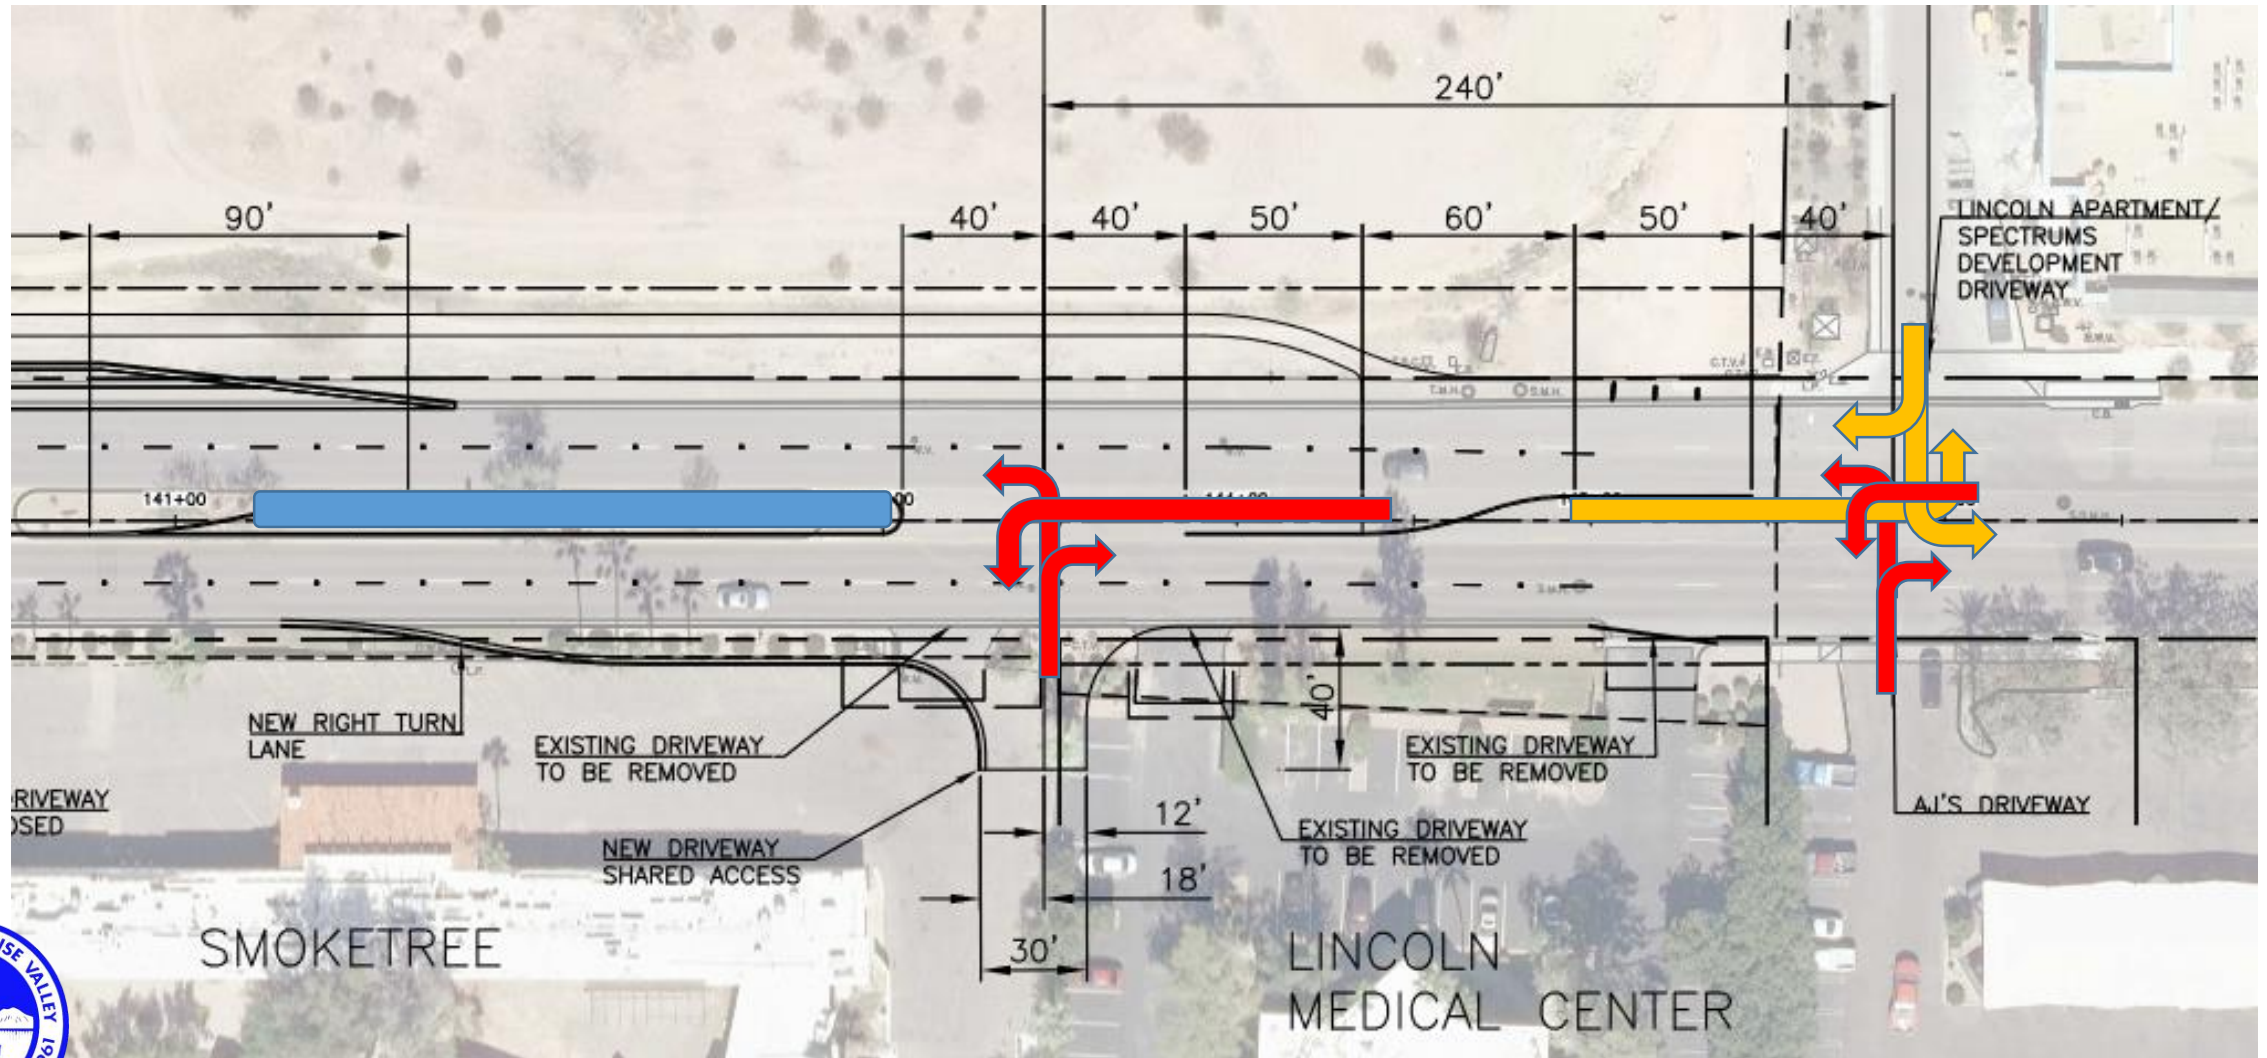 240'
90'
40'
40'
50'
60'
50'
40'
LINCOLN APARTMENT/
SPECTRUMS
DEVELOPMENT
DRIVEWAY
C.T.V.
T.M.H.
S.M.H.
C.B.
141+00
00
NEW RIGHT TURN
LANE
EXISTING DRIVEWAY
TO BE REMOVED
40'
EXISTING DRIVEWAY
TO BE REMOVED
AJ'S DRIVEWAY
NEW DRIVEWAY
SHARED ACCESS
12'
EXISTING DRIVEWAY
TO BE REMOVED
18'
30'
SMOKETREE
LINCOLN
MEDICAL CENTER
VALLEY